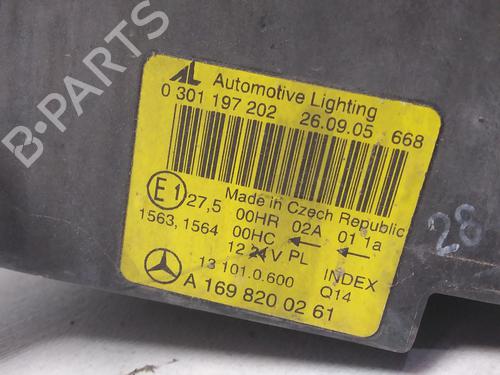 B-PARTS
AL Automotive Lighting
0 301 197 202 26.09.05 668
Made in Czech Republic
E1 27,5 00HR 02A 01 1a
1563, 1564 00HC ← ←
12 V PL
13 101.0.600 INDEX
Q14
A 169 820 02 61
28